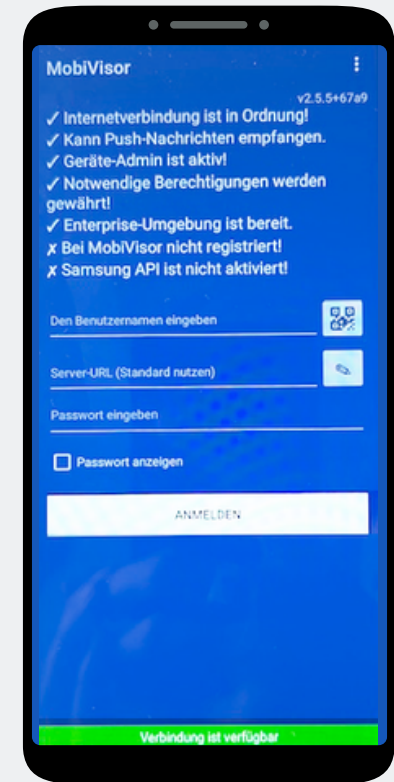 MobiVisor
v2.5.5+67a9
✓ Internetverbindung ist in Ordnung!
✓ Kann Push-Nachrichten empfangen.
✓ Geräte-Admin ist aktiv!
✓ Notwendige Berechtigungen werden
gewährt!
✓ Enterprise-Umgebung ist bereit.
✗ Bei MobiVisor nicht registriert!
✗ Samsung API ist nicht aktiviert!
Den Benutzernamen eingeben
Server-URL (Standard nutzen)
Passwort eingeben
Passwort anzeigen
ANMELDEN
Verbindung ist verfügbar